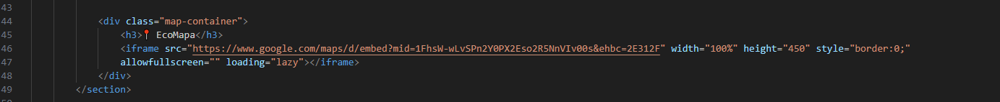 43
44 <div class="map-container">
45 <h3>📍 EcoMapa</h3>
46 <iframe src="https://www.google.com/maps/d/embed?mid=1FhsW-wLvSPn2Y0PX2Eso2R5NnVIv00s&ehbc=2E312F" width="100%" height="450" style="border:0;"
47 allowfullscreen="" loading="lazy"></iframe>
48 </div>
49 </section>